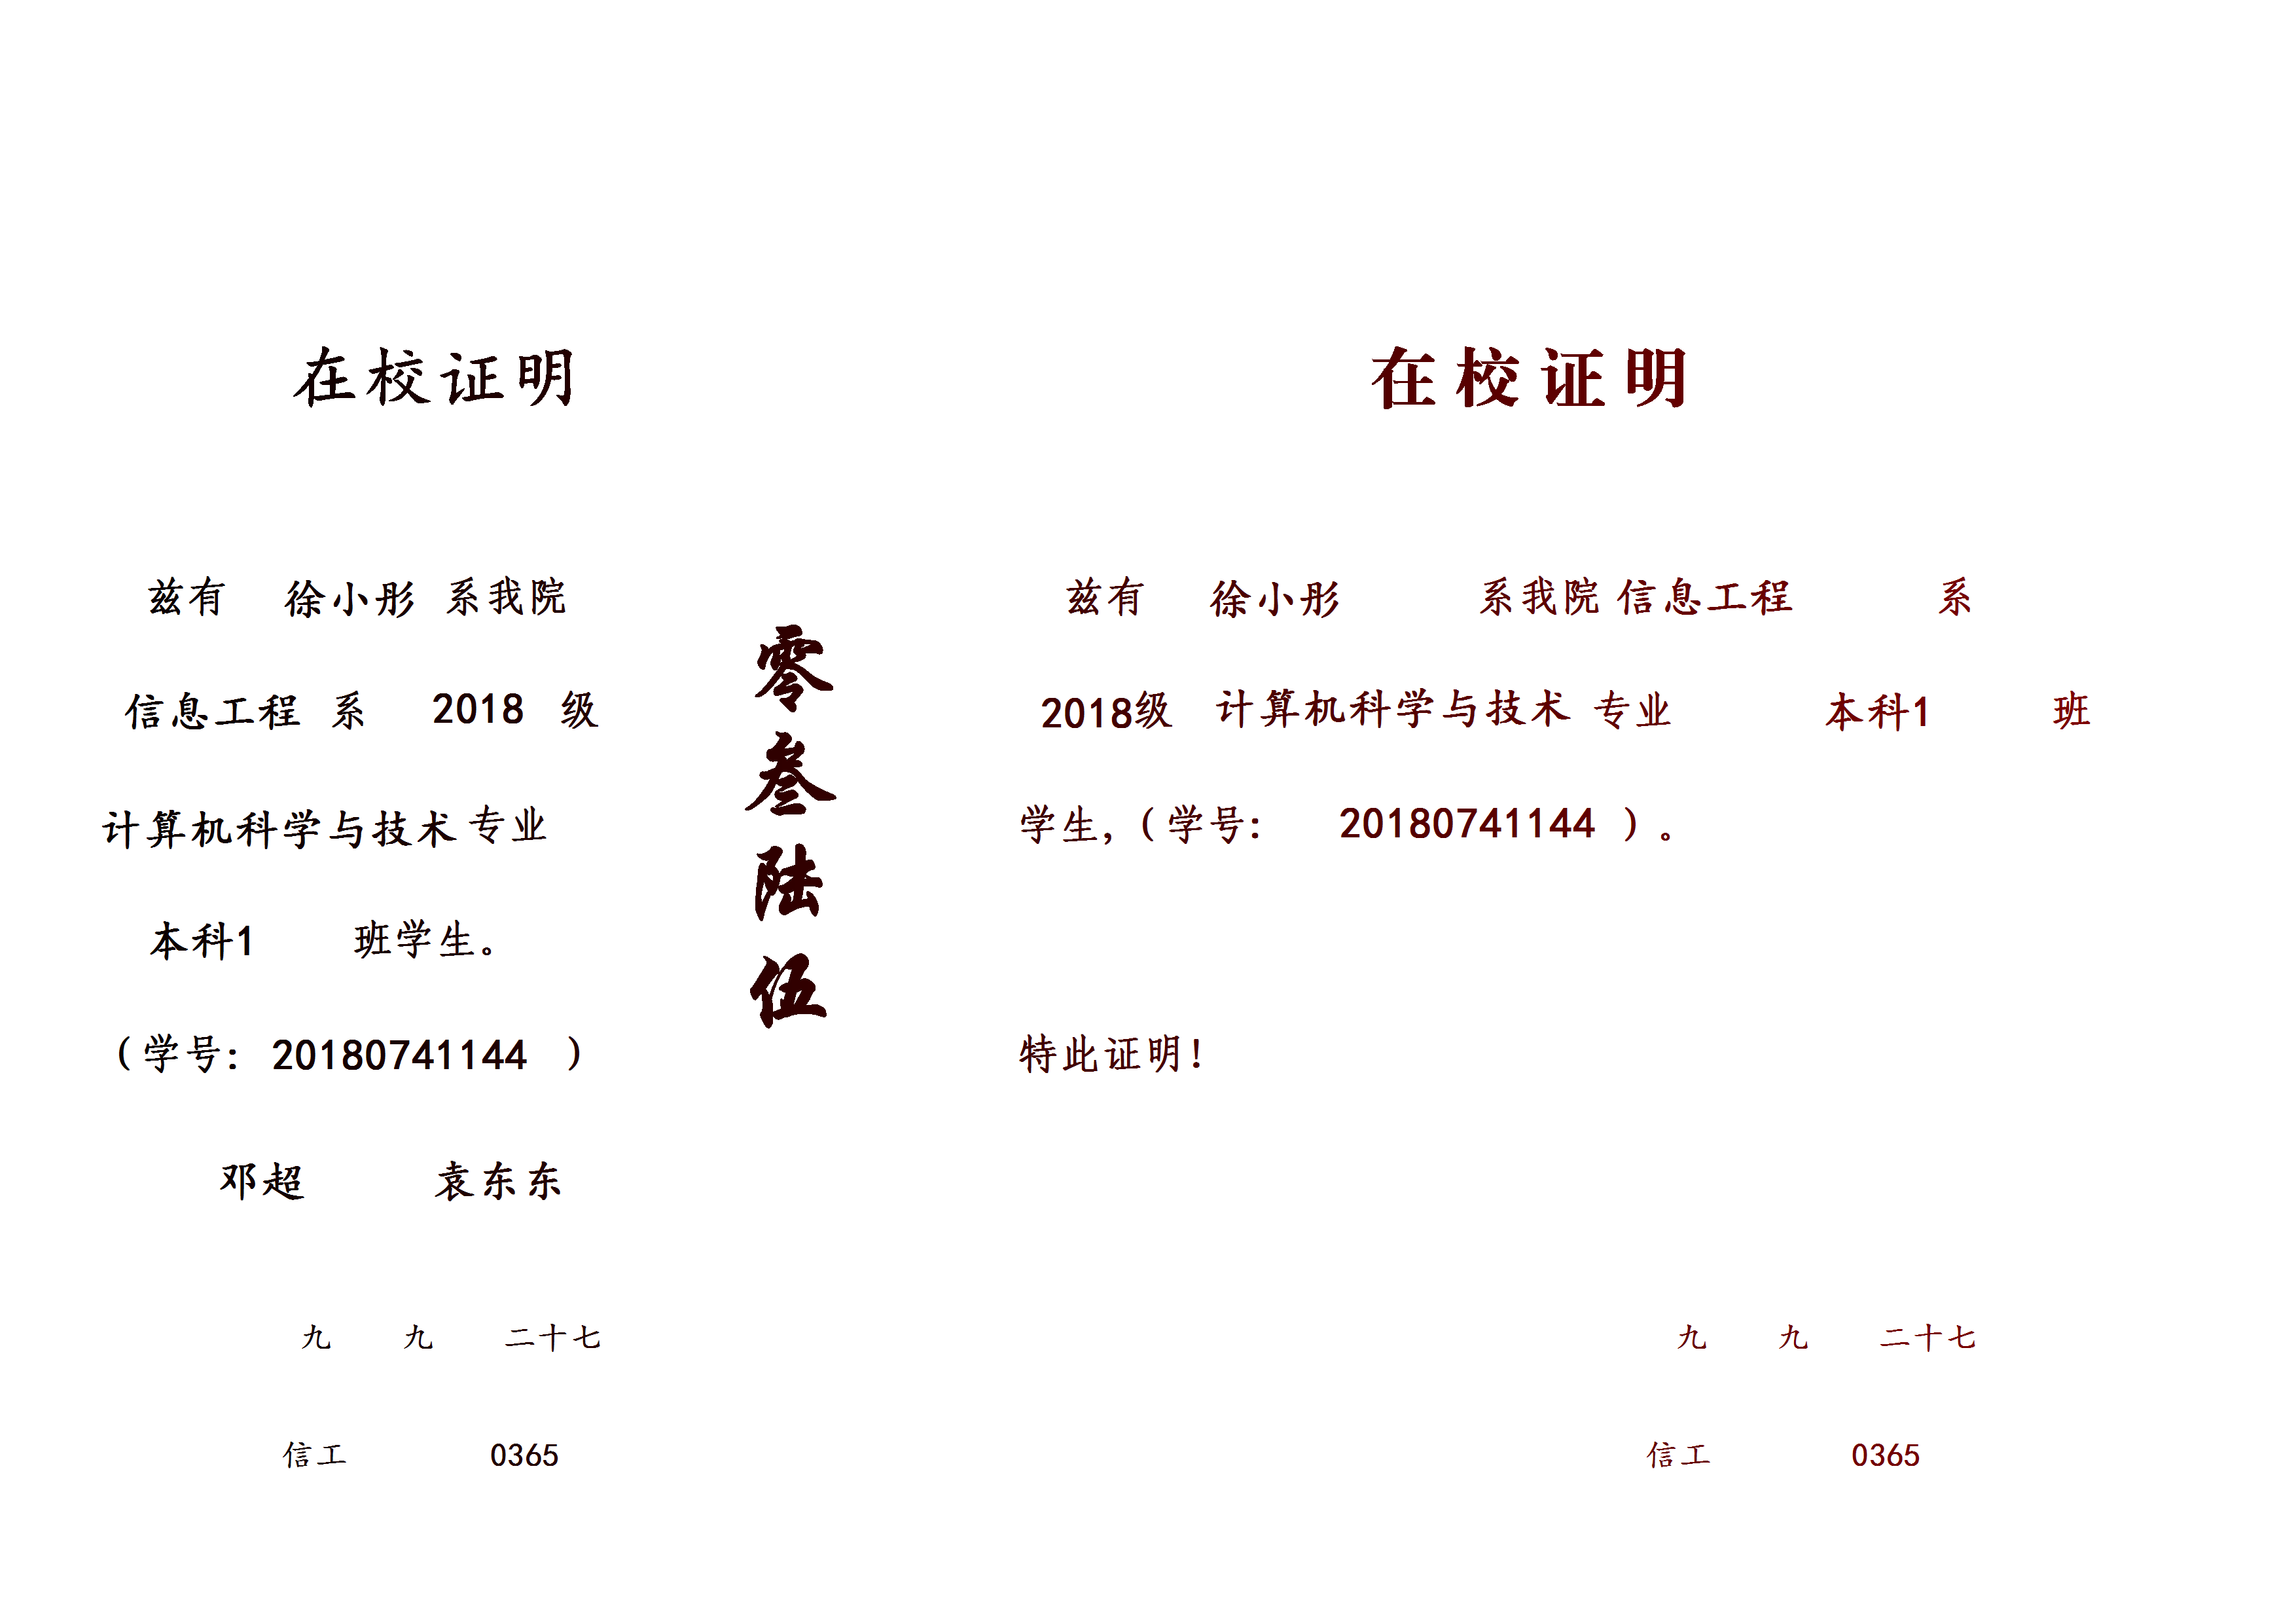 在校证明
兹有 徐小彤 系我院
信息工程 系 2018 级
计算机科学与技术 专业
本科1 班学生。
（学号: 20180741144 ）
邓超 袁东东
九 九 二十七
信工 0365
零叁陆伍
在校证明
兹有 徐小彤 系我院 信息工程 系
2018级 计算机科学与技术 专业 本科1 班
学生,（学号: 20180741144 ）。
特此证明!
九 九 二十七
信工 0365